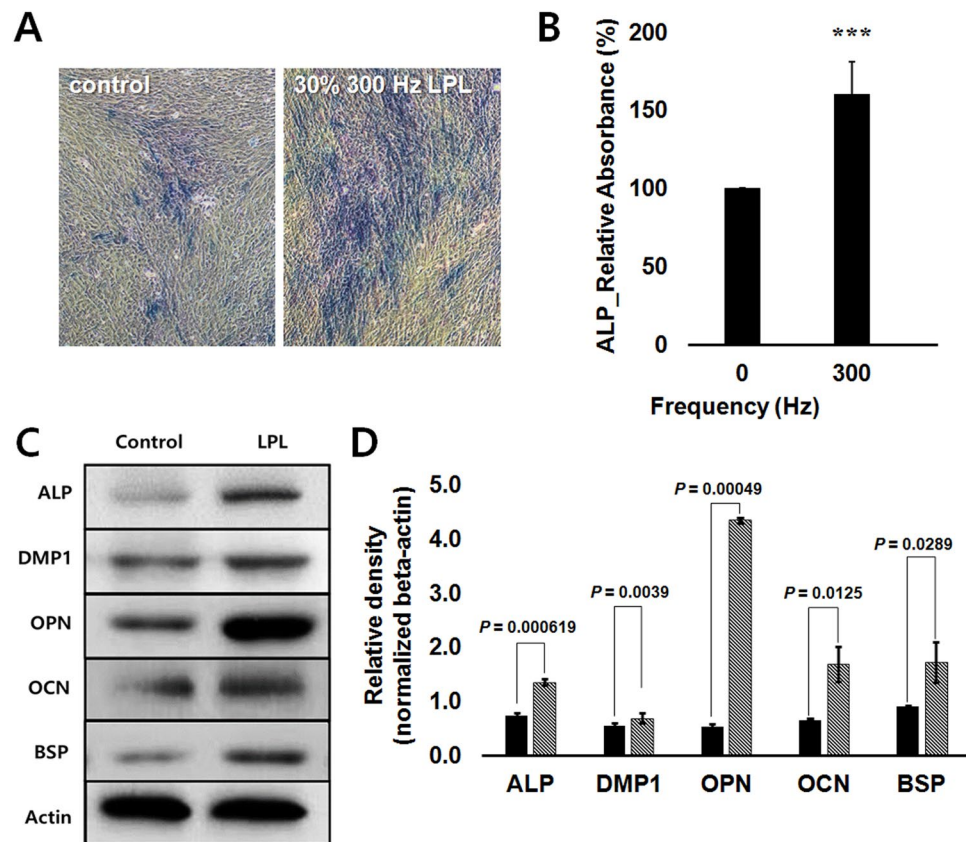 A
control
30% 300 Hz LPL
B
ALP_Relative Absorbance (%)
200
150
100
50
0
***
0
300
Frequency (Hz)
C
Control
LPL
ALP
DMP1
OPN
OCN
BSP
Actin
D
Relative density
(normalized beta-actin)
5.0
4.0
3.0
2.0
1.0
0.0
P = 0.000619
P = 0.0039
P = 0.00049
P = 0.0125
P = 0.0289
ALP
DMP1
OPN
OCN
BSP